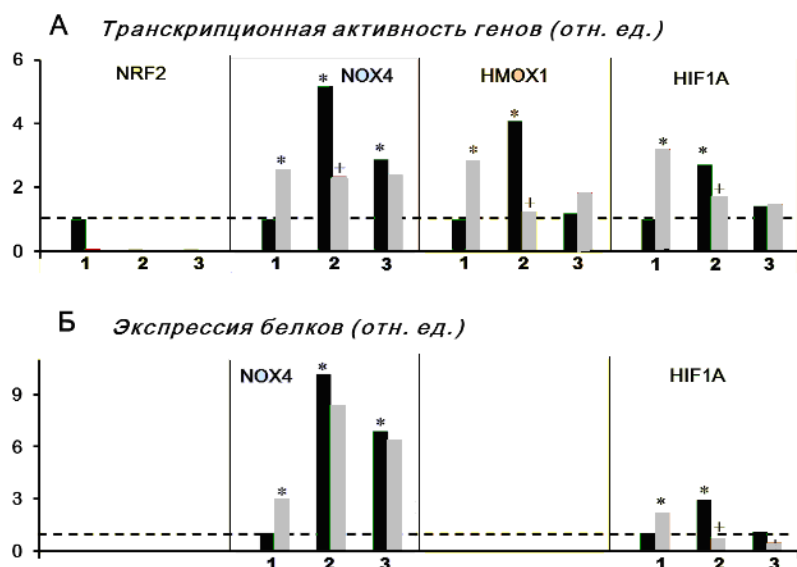 А Транскрипционная активность генов (отн. ед.)
6
NRF2 NOX4 HMOX1 HIF1A
* * * * * * * *
4
+ + +
2
0
1 2 3 1 2 3 1 2 3 1 2 3
Б Экспрессия белков (отн. ед.)
NOX4 HIF1A
* * * * *
9
6
3
+ +
0
1 2 3 1 2 3